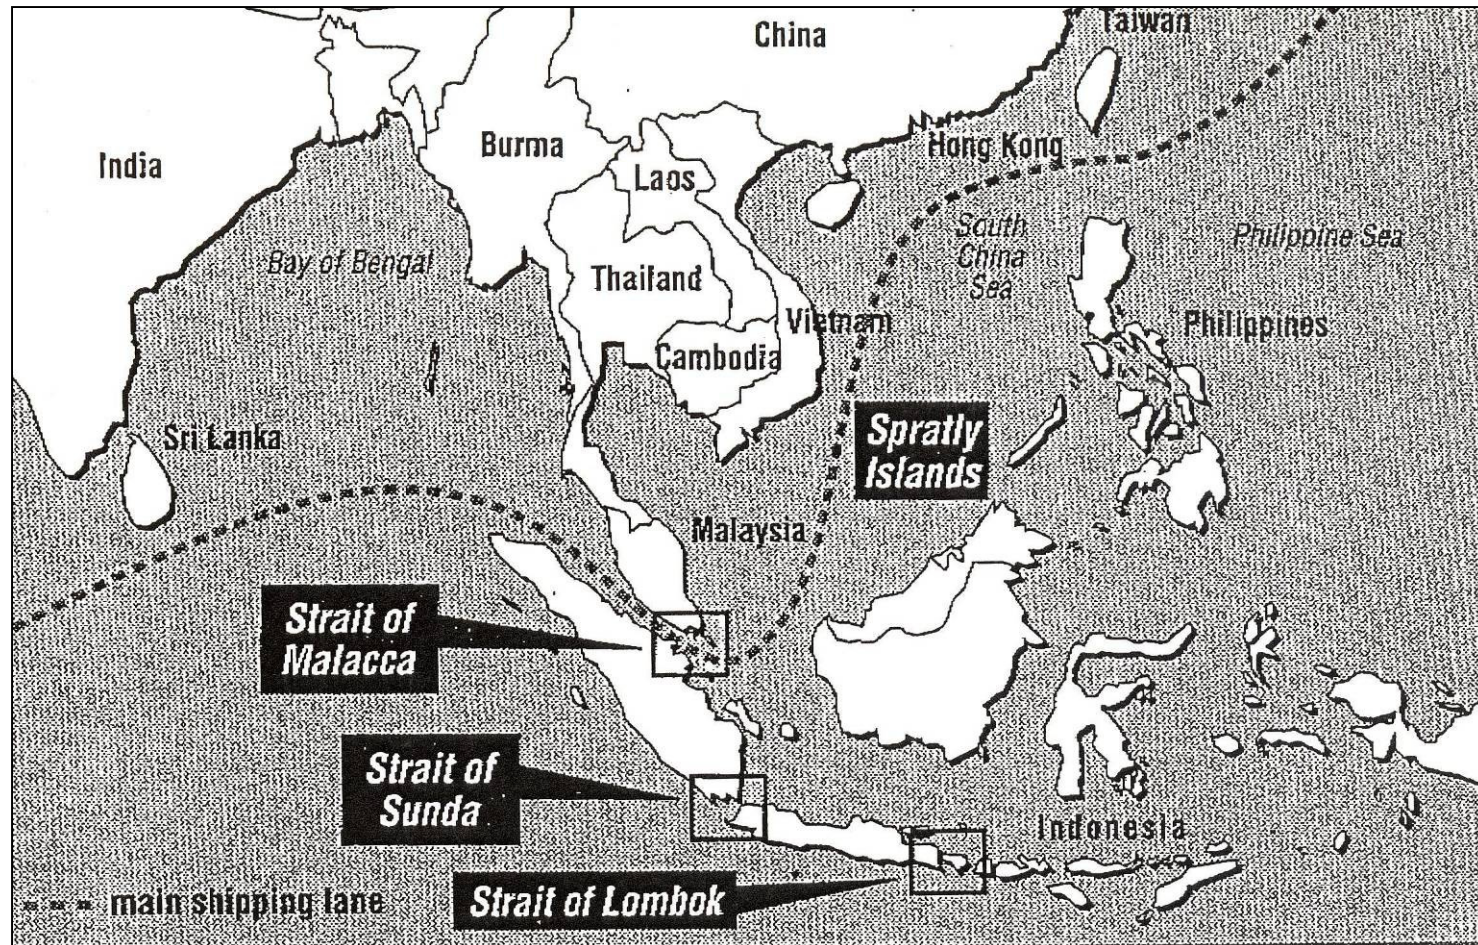 Taiwan
China
Burma
India
Hong Kong
Laos
South
China
Sea
Philippine Sea
Bay of Bengal
Thailand
Vietnam
Philippines
Cambodia
Spratly
Islands
Sri Lanka
Malaysia
Strait of
Malacca
Strait of
Sunda
Indonesia
Strait of Lombok
main shipping lane